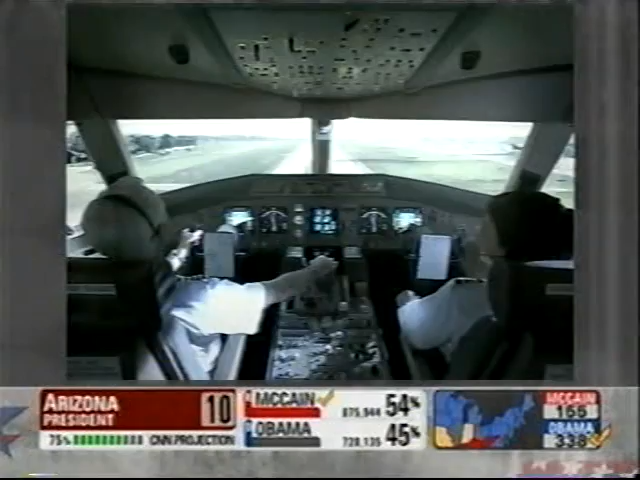 ARIZONA
PRESIDENT
10
75%
CNN PROJECTION
MCCAIN
875,944
54%
OBAMA
728,135
45%
MCCAIN
155
OBAMA
338